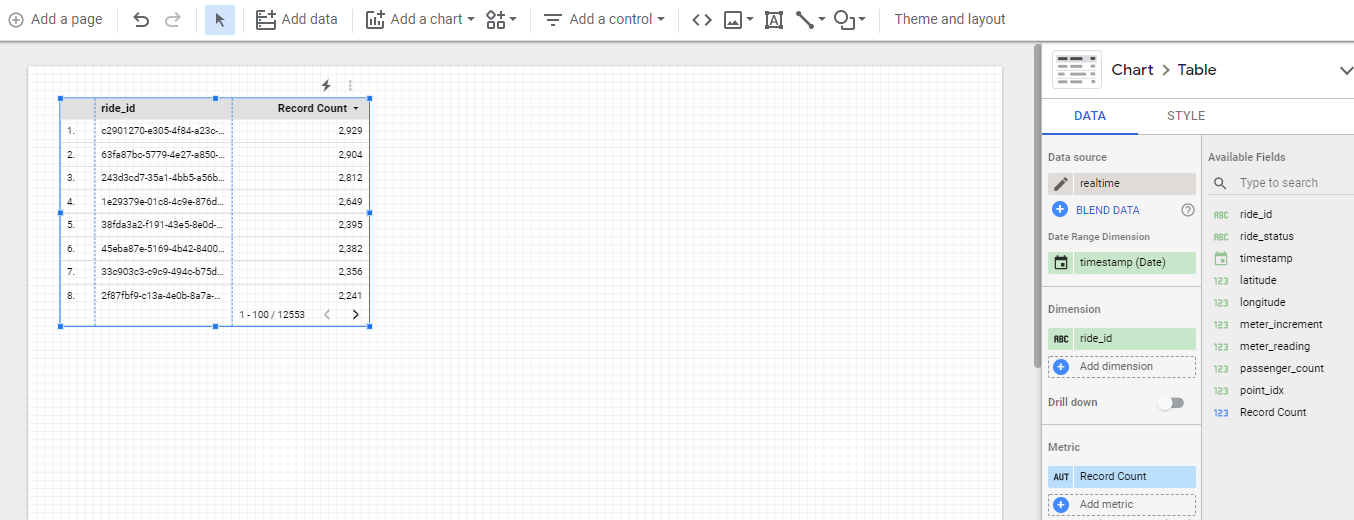 Add a page
Add data
Add a chart
Add a control
Theme and layout
Chart > Table
DATA
STYLE
ride_id
Record Count
1. c2901270-e305-4f84-a23c-... 2,929
2. 63fa87bc-5779-4e27-a850-... 2,904
3. 243d3cd7-35a1-4bb5-a56b... 2,812
4. 1e29379e-01c8-4c9e-876d... 2,649
5. 38fda3a2-f191-43e5-8e0d-... 2,395
6. 45eba87e-5169-4b42-8400... 2,382
7. 33c903c3-c9c9-494c-b75d... 2,356
8. 2f87fbf9-c13a-4e0b-8a7a-... 2,241
1 - 100 / 12553
Data source
realtime
BLEND DATA
Date Range Dimension
timestamp (Date)
Dimension
ABC ride_id
Add dimension
Drill down
Metric
AUT Record Count
Add metric
Available Fields
Type to search
ABC ride_id
ABC ride_status
timestamp
123 latitude
123 longitude
123 meter_increment
123 meter_reading
123 passenger_count
123 point_idx
123 Record Count